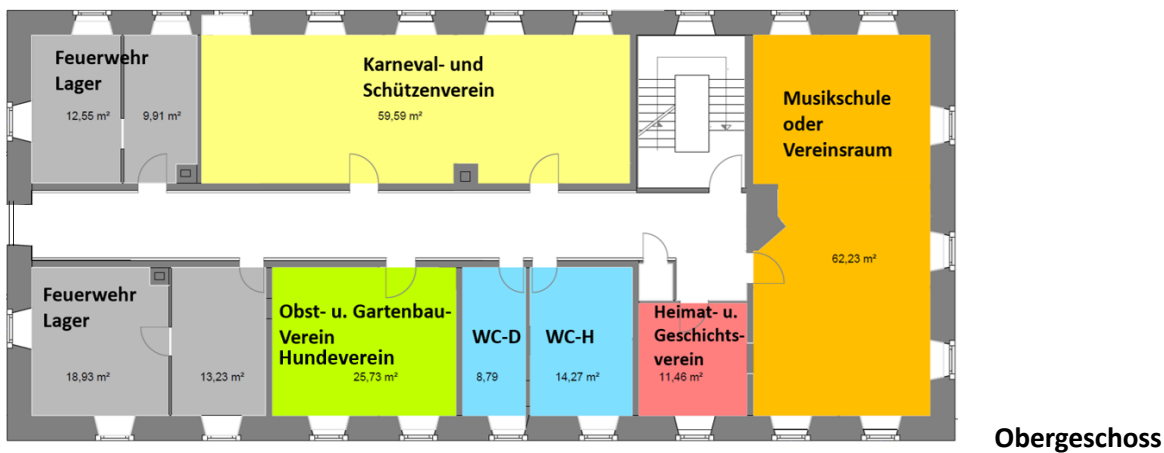 Feuerwehr
Lager
12,55 m²
9,91 m²
Karneval- und
Schützenverein
59,59 m²
Musikschule
oder
Vereinsraum
62,23 m²
Feuerwehr
Lager
18,93 m²
13,23 m²
Obst- u. Gartenbau-
Verein
Hundeverein
25,73 m²
WC-D
8,79
WC-H
14,27 m²
Heimat- u.
Geschichts-
verein
11,46 m²
Obergeschoss